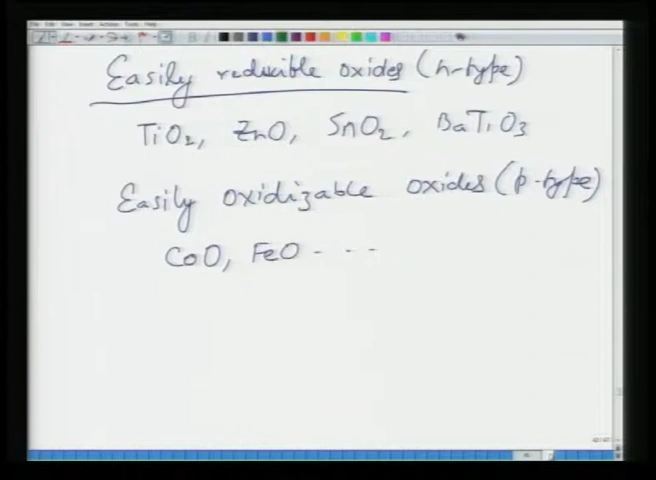 Easily reducible oxides (n-type)
TiO2, ZnO, SnO2, BaTiO3
Easily oxidizable oxides (p-type)
CoO, FeO - - -